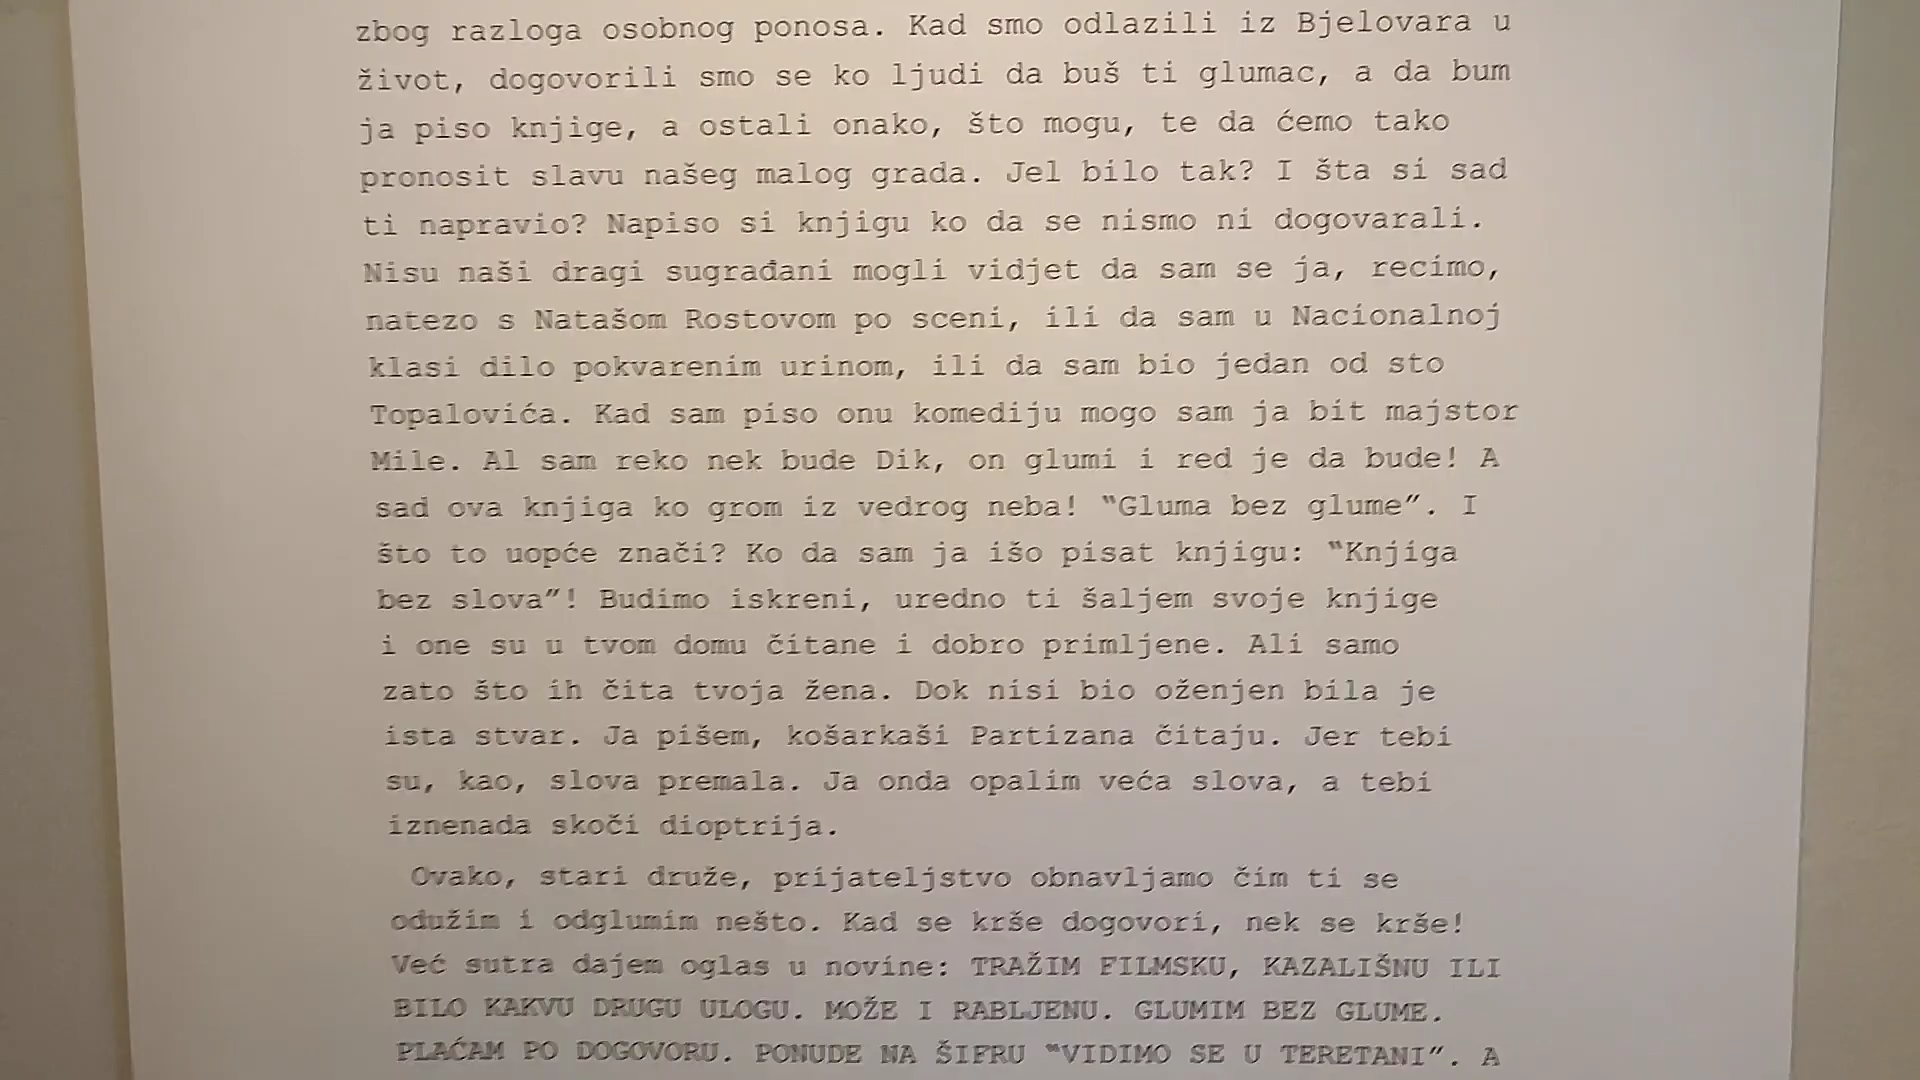 zbog razloga osobnog ponosa. Kad smo odlazili iz Bjelovara u
život, dogovorili smo se ko ljudi da buš ti glumac, a da bum
ja piso knjige, a ostali onako, što mogu, te da ćemo tako
pronosit slavu našeg malog grada. Jel bilo tak? I šta si sad
ti napravio? Napiso si knjigu ko da se nismo ni dogovarali.
Nisu naši dragi sugrađani mogli vidjet da sam se ja, recimo,
natezo s Natašom Rostovom po sceni, ili da sam u Nacionalnoj
klasi dilo pokvarenim urinom, ili da sam bio jedan od sto
Topalovića. Kad sam piso onu komediju mogo sam ja bit majstor
Mile. Al sam reko nek bude Dik, on glumi i red je da bude! A
sad ova knjiga ko grom iz vedrog neba! "Gluma bez glume". I
što to uopće znači? Ko da sam ja išo pisat knjigu: "Knjiga
bez slova"! Budimo iskreni, uredno ti šaljem svoje knjige
i one su u tvom domu čitane i dobro primljene. Ali samo
zato što ih čita tvoja žena. Dok nisi bio oženjen bila je
ista stvar. Ja pišem, košarkaši Partizana čitaju. Jer tebi
su, kao, slova premala. Ja onda opalim veća slova, a tebi
iznenada skoči dioptrija.
Ovako, stari druže, prijateljstvo obnavljamo čim ti se
odužim i odglumim nešto. Kad se krše dogovori, nek se krše!
Već sutra dajem oglas u novine: TRAŽIM FILMSKU, KAZALIŠNU ILI
BILO KAKVU DRUGU ULOGU. MOŽE I RABLJENU. GLUMIM BEZ GLUME.
PLAĆAM PO DOGOVORU. PONUDE NA ŠIFRU "VIDIMO SE U TERETANI". A